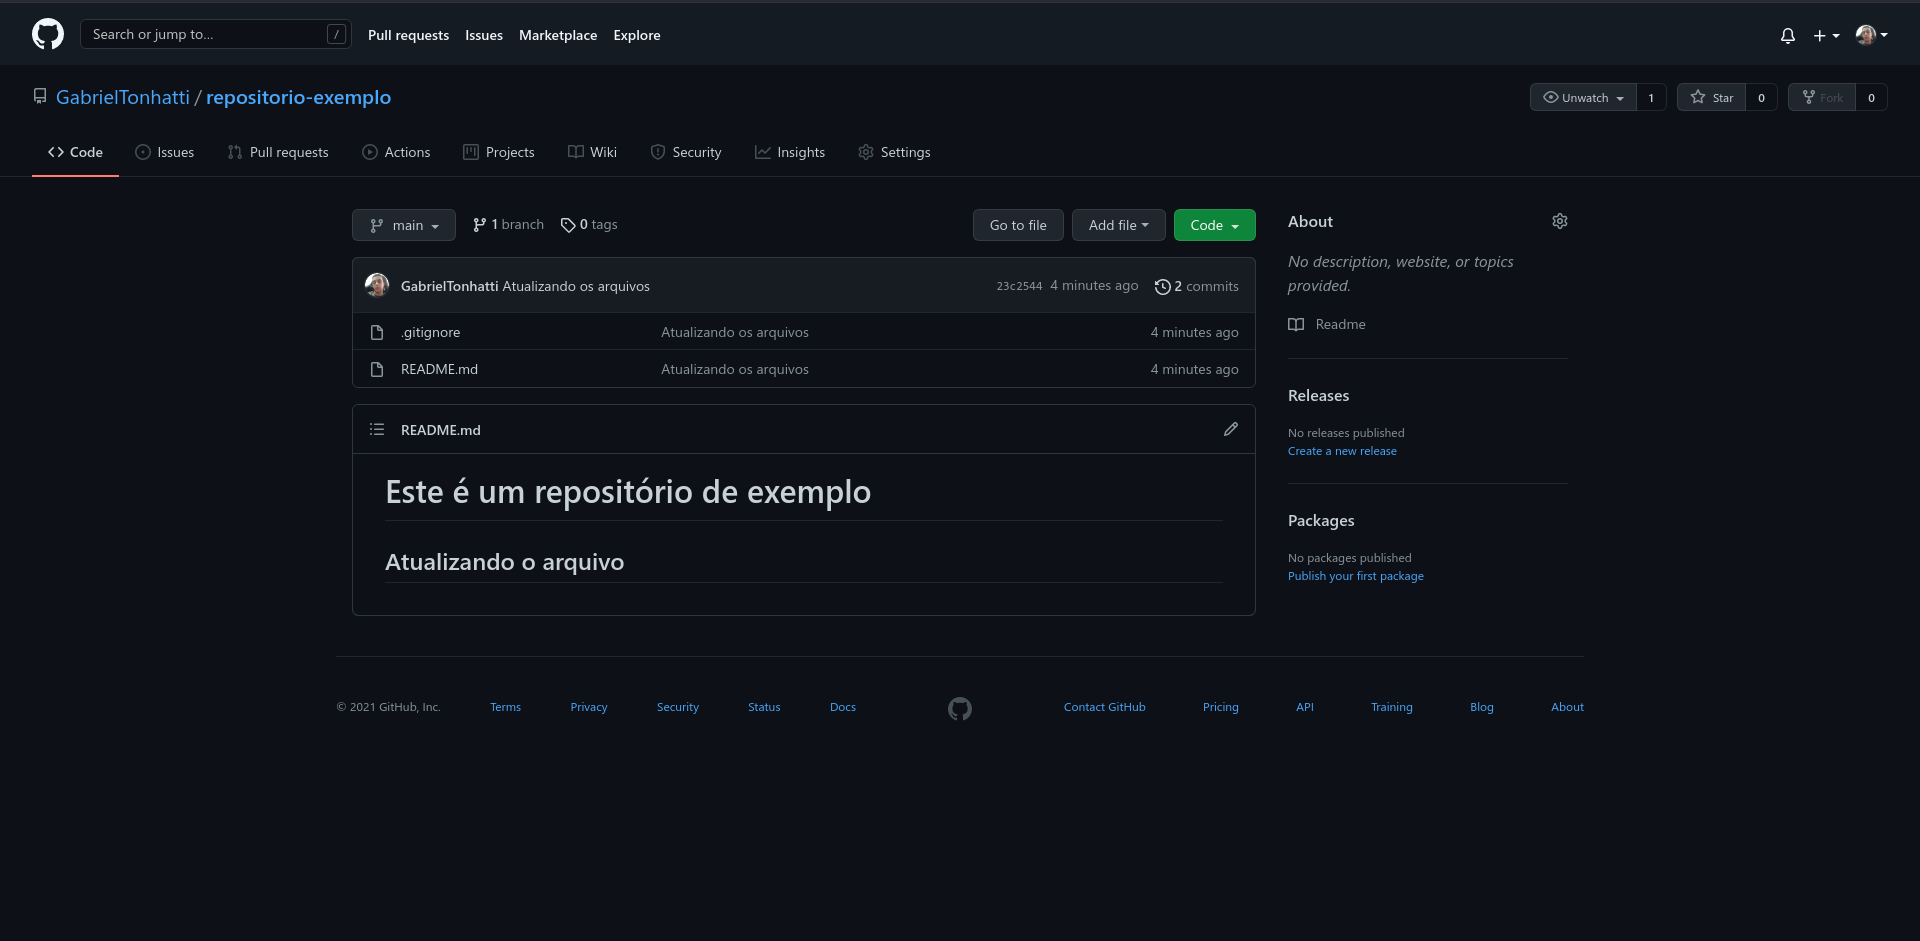 Search or jump to... /
Pull requests Issues Marketplace Explore
GabrielTonhatti / repositorio-exemplo
Unwatch 1 Star 0 Fork 0
Code Issues Pull requests Actions Projects Wiki Security Insights Settings
main 1 branch 0 tags Go to file Add file Code
GabrielTonhatti Atualizando os arquivos 23c2544 4 minutes ago 2 commits
.gitignore Atualizando os arquivos 4 minutes ago
README.md Atualizando os arquivos 4 minutes ago
README.md
Este é um repositório de exemplo
Atualizando o arquivo
About
No description, website, or topics
provided.
Readme
Releases
No releases published
Create a new release
Packages
No packages published
Publish your first package
© 2021 GitHub, Inc. Terms Privacy Security Status Docs Contact GitHub Pricing API Training Blog About